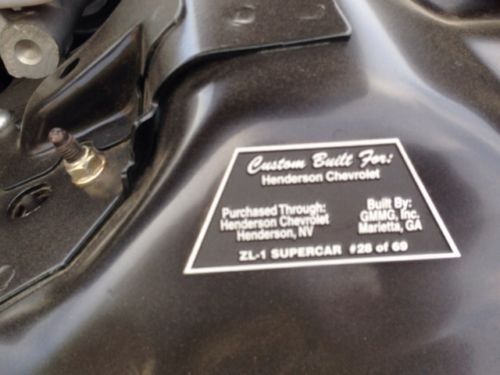 Custom Built For:
Henderson Chevrolet
Purchased Through:
Henderson Chevrolet
Henderson, NV
Built By:
GMMG, Inc.
Marietta, GA
ZL-1 SUPERCAR #28 of 69